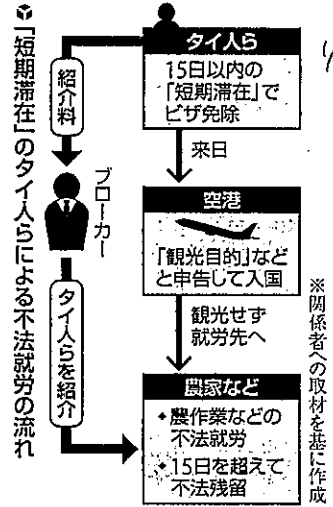 「短期滞在」のタイ人らによる不法就労の流れ
タイ人ら
15日以内の
「短期滞在」で
ビザ免除
紹介料
来日
ブローカー
空港
「観光目的」など
と申告して入国
タイ人らを紹介
観光せず
就労先へ
農家など
農作業などの
不法就労
15日を超えて
不法残留
※関係者への取材を基に作成